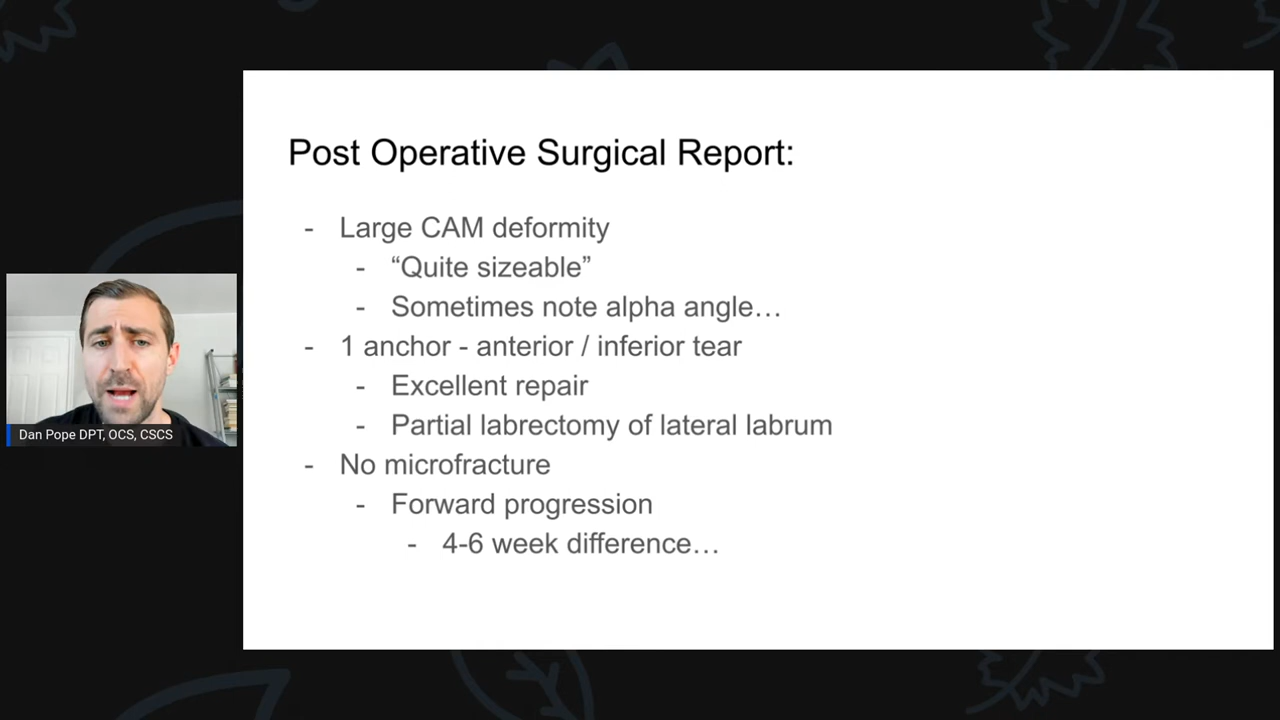 Post Operative Surgical Report:
- Large CAM deformity
- “Quite sizeable”
- Sometimes note alpha angle…
- 1 anchor - anterior / inferior tear
- Excellent repair
- Partial labrectomy of lateral labrum
- No microfracture
- Forward progression
- 4-6 week difference…
Dan Pope DPT, OCS, CSCS